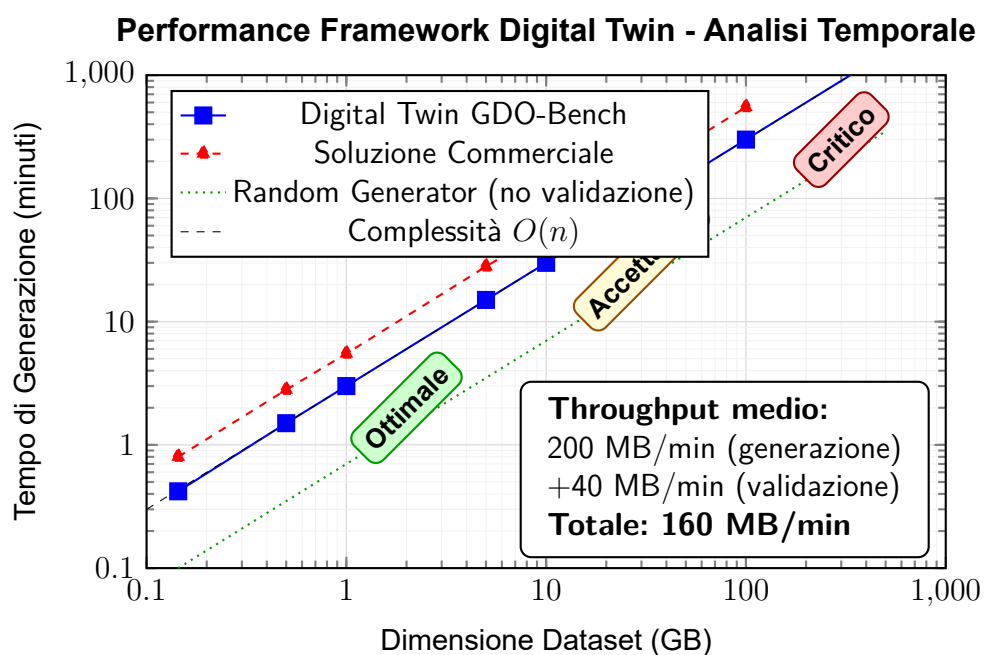 Performance Framework Digital Twin - Analisi Temporale
Tempo di Generazione (minuti)
1,000
100
10
1
0.1
Digital Twin GDO-Bench
Soluzione Commerciale
Random Generator (no validazione)
Complessità O(n)
Critico
Ottimale
Throughput medio:
200 MB/min (generazione)
+40 MB/min (validazione)
Totale: 160 MB/min
0.1
1
10
100
1,000
Dimensione Dataset (GB)